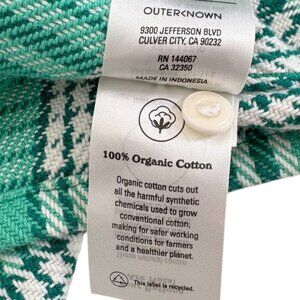 OUTERKNOWN
9300 JEFFERSON BLVD
CULVER CITY, CA 90232
RN 144067
CA 32350
MADE IN INDONESIA
100% Organic Cotton
Organic cotton cuts out
all the harmful synthetic
chemicals used to grow
conventional cotton,
making for safer working
conditions for farmers
and a healthier planet.
This label is recycled.